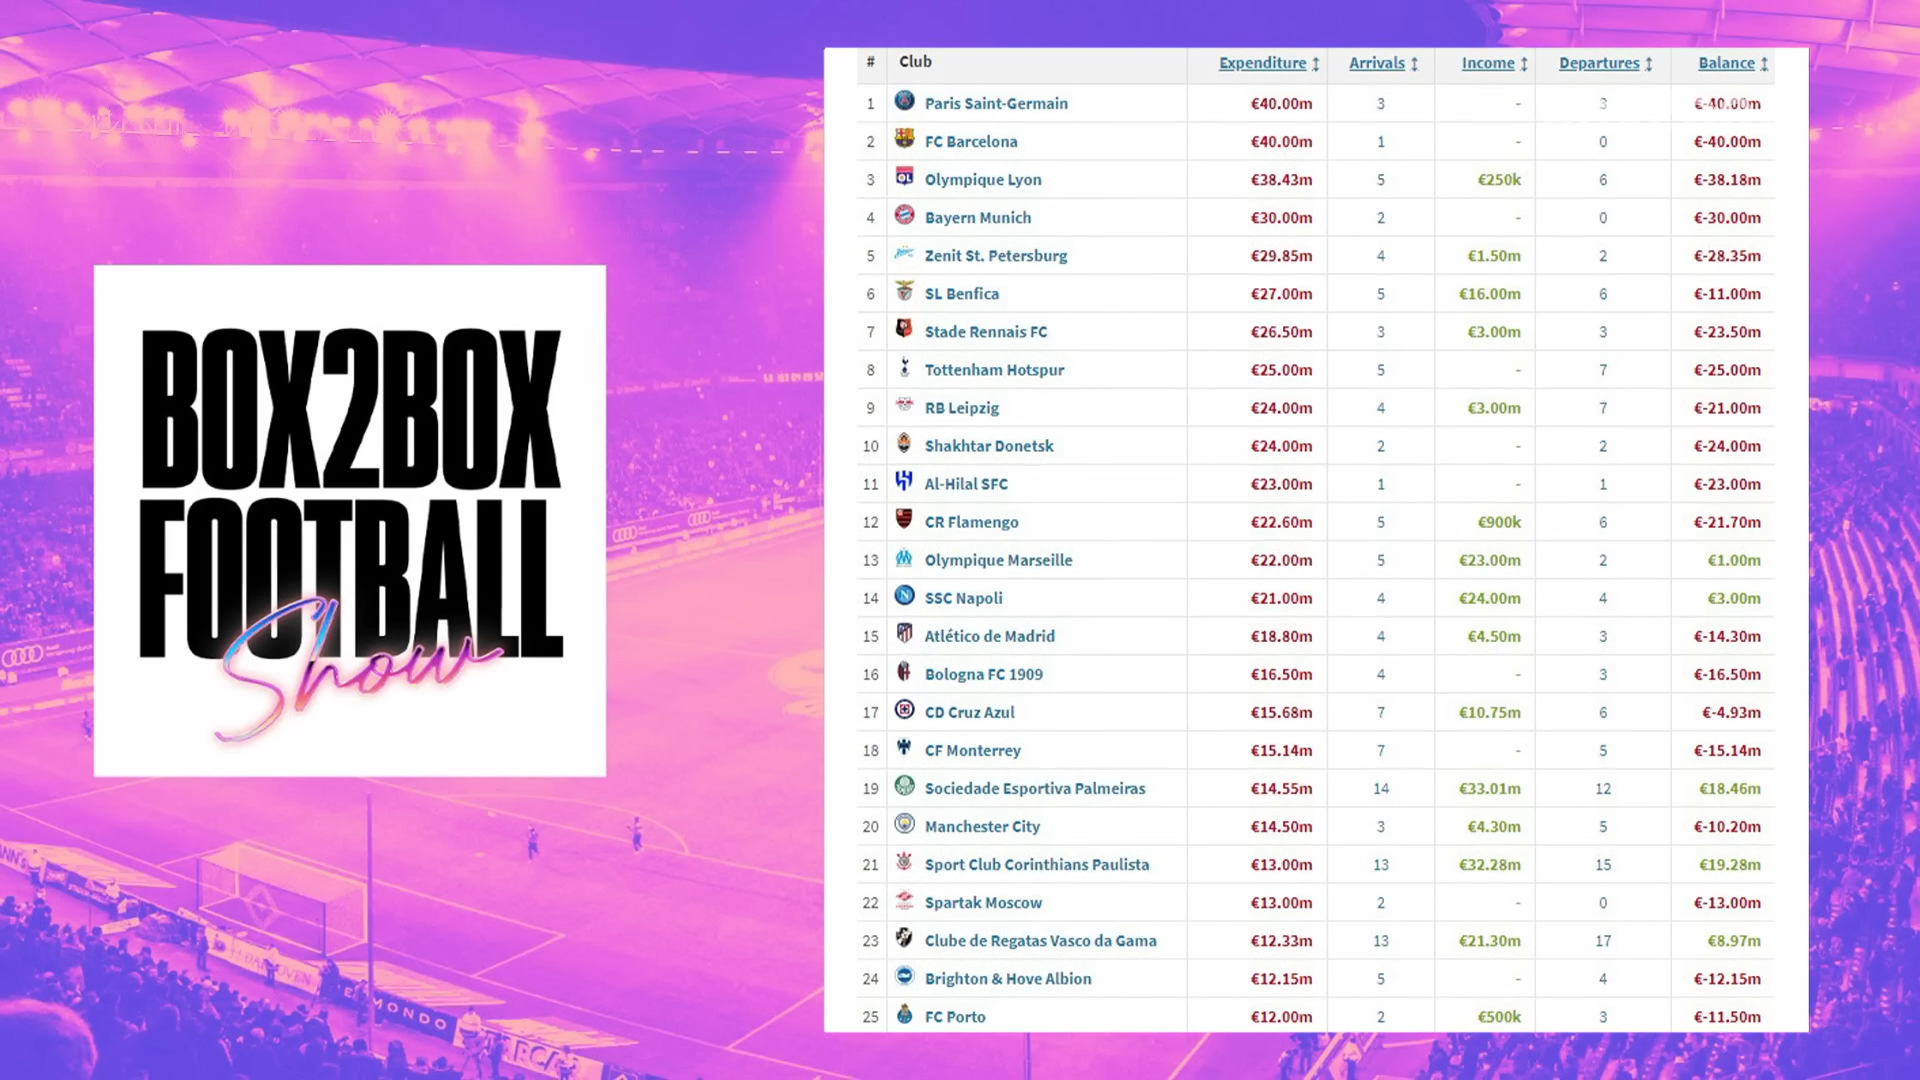 BOX2BOX
FOOTBALL
Show
# Club Expenditure Arrivals Income Departures Balance
1 Paris Saint-Germain €40.00m 3 - 3 €-40.00m
2 FC Barcelona €40.00m 1 - 0 €-40.00m
3 Olympique Lyon €38.43m 5 €250k 6 €-38.18m
4 Bayern Munich €30.00m 2 - 0 €-30.00m
5 Zenit St. Petersburg €29.85m 4 €1.50m 2 €-28.35m
6 SL Benfica €27.00m 5 €16.00m 6 €-11.00m
7 Stade Rennais FC €26.50m 3 €3.00m 3 €-23.50m
8 Tottenham Hotspur €25.00m 5 - 7 €-25.00m
9 RB Leipzig €24.00m 4 €3.00m 7 €-21.00m
10 Shakhtar Donetsk €24.00m 2 - 2 €-24.00m
11 Al-Hilal SFC €23.00m 1 - 1 €-23.00m
12 CR Flamengo €22.60m 5 €900k 6 €-21.70m
13 Olympique Marseille €22.00m 5 €23.00m 2 €1.00m
14 SSC Napoli €21.00m 4 €24.00m 4 €3.00m
15 Atlético de Madrid €18.80m 4 €4.50m 3 €-14.30m
16 Bologna FC 1909 €16.50m 4 - 3 €-16.50m
17 CD Cruz Azul €15.68m 7 €10.75m 6 €-4.93m
18 CF Monterrey €15.14m 7 - 5 €-15.14m
19 Sociedade Esportiva Palmeiras €14.55m 14 €33.01m 12 €18.46m
20 Manchester City €14.50m 3 €4.30m 5 €-10.20m
21 Sport Club Corinthians Paulista €13.00m 13 €32.28m 15 €19.28m
22 Spartak Moscow €13.00m 2 - 0 €-13.00m
23 Clube de Regatas Vasco da Gama €12.33m 13 €21.30m 17 €8.97m
24 Brighton & Hove Albion €12.15m 5 - 4 €-12.15m
25 FC Porto €12.00m 2 €500k 3 €-11.50m